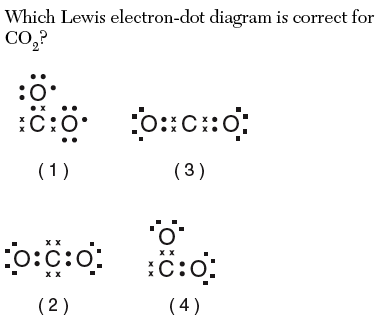 Which Lewis electron-dot diagram is correct for
CO₂?
O
C O
( 1 )
O C O
( 3 )
O C O
( 2 )
O
C O
( 4 )